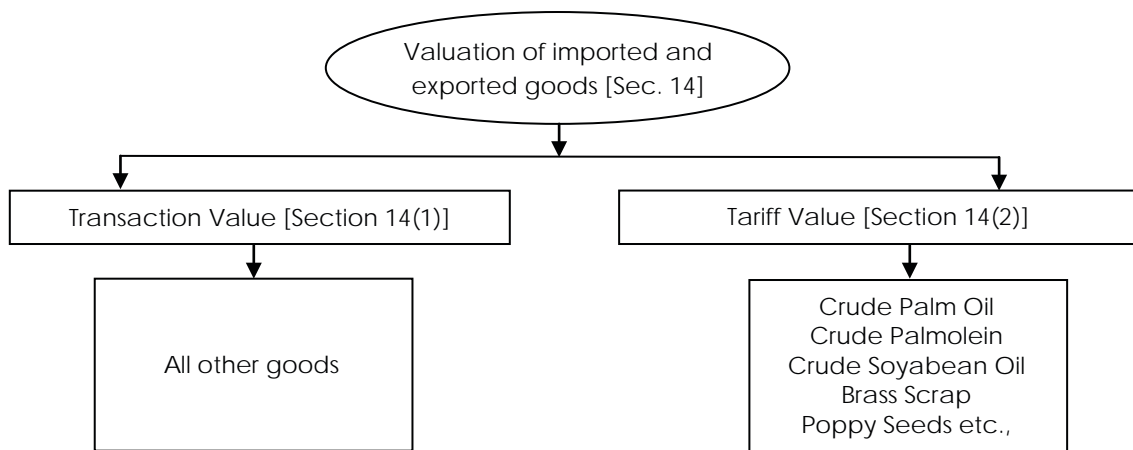 Valuation of imported and
exported goods [Sec. 14]
Transaction Value [Section 14(1)]
Tariff Value [Section 14(2)]
All other goods
Crude Palm Oil
Crude Palmolein
Crude Soyabean Oil
Brass Scrap
Poppy Seeds etc.,